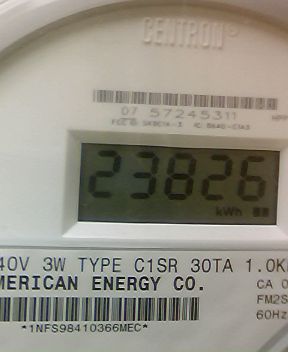 CENTRON®
07 57245311
23826
kWh
40V 3W TYPE C1SR 30TA 1.0K
MERICAN ENERGY CO.
CA 0
FM2S
60Hz
*1NFS98410366MEC*